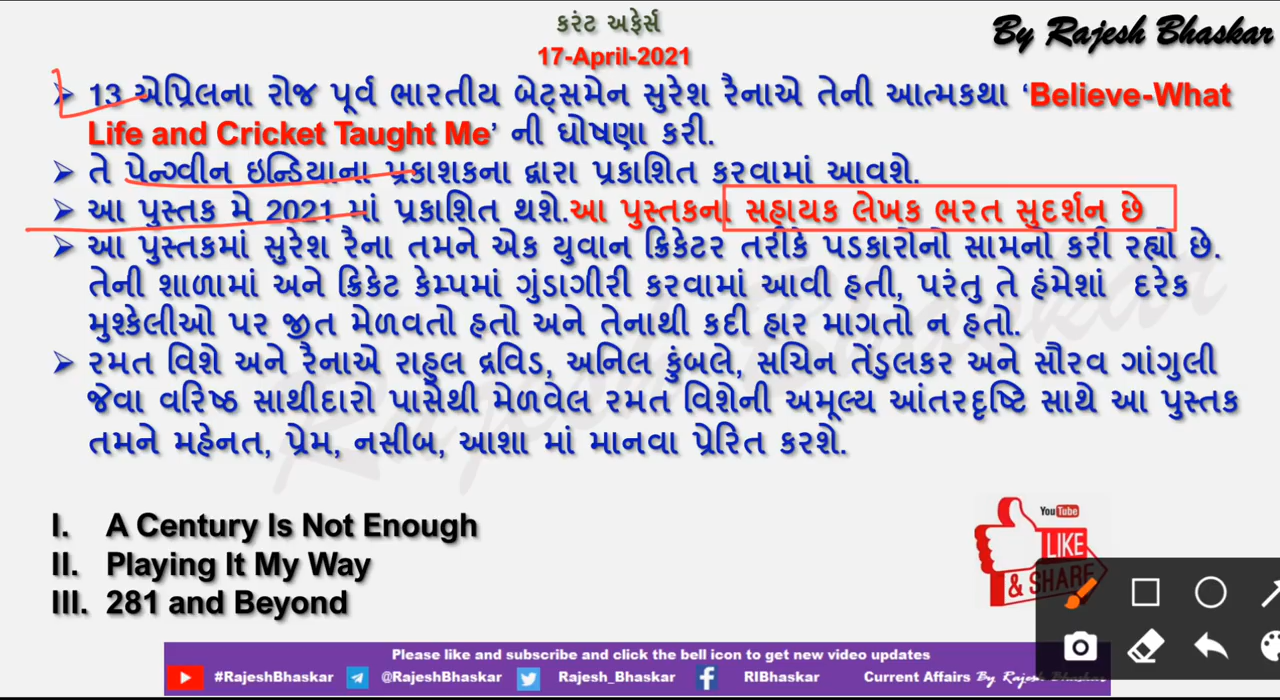 કરંટ અફેર્સ
By Rajesh Bhaskar
17-April-2021
➢ 13 એપ્રિલના રોજ પૂર્વ ભારતીય બેટ્સમેન સુરેશ રૈનાએ તેની આત્મકથા ‘Believe-What
Life and Cricket Taught Me’ ની ઘોષણા કરી.
➢ તે પેન્ગ્વીન ઇન્ડિયાના પ્રકાશકના દ્વારા પ્રકાશિત કરવામાં આવશે.
➢ આ પુસ્તક મે 2021 માં પ્રકાશિત થશે.આ પુસ્તકના સહાયક લેખક ભરત સુદર્શન છે
➢ આ પુસ્તકમાં સુરેશ રૈના તમને એક યુવાન ક્રિકેટર તરીકે પડકારોનો સામનો કરી રહ્યો છે.
તેની શાળામાં અને ક્રિકેટ કેમ્પમાં ગુંડાગીરી કરવામાં આવી હતી, પરંતુ તે હંમેશાં દરેક
મુશ્કેલીઓ પર જીત મેળવતો હતો અને તેનાથી કદી હાર માગતો ન હતો.
➢ રમત વિશે અને રૈનાએ રાહુલ દ્રવિડ, અનિલ કુંબલે, સચિન તેંડુલકર અને સૌરવ ગાંગુલી
જેવા વરિષ્ઠ સાથીદારો પાસેથી મેળવેલ રમત વિશેની અમૂલ્ય આંતરદૃષ્ટિ સાથે આ પુસ્તક
તમને મહેનત, પ્રેમ, નસીબ, આશા માં માનવા પ્રેરિત કરશે.
Rajesh Bhaskar
I. A Century Is Not Enough
II. Playing It My Way
III. 281 and Beyond
YouTube
LIKE
& SHARE
Please like and subscribe and click the bell icon to get new video updates
#RajeshBhaskar @RajeshBhaskar Rajesh_Bhaskar RIBhaskar Current Affairs By Rajesh Bhaskar